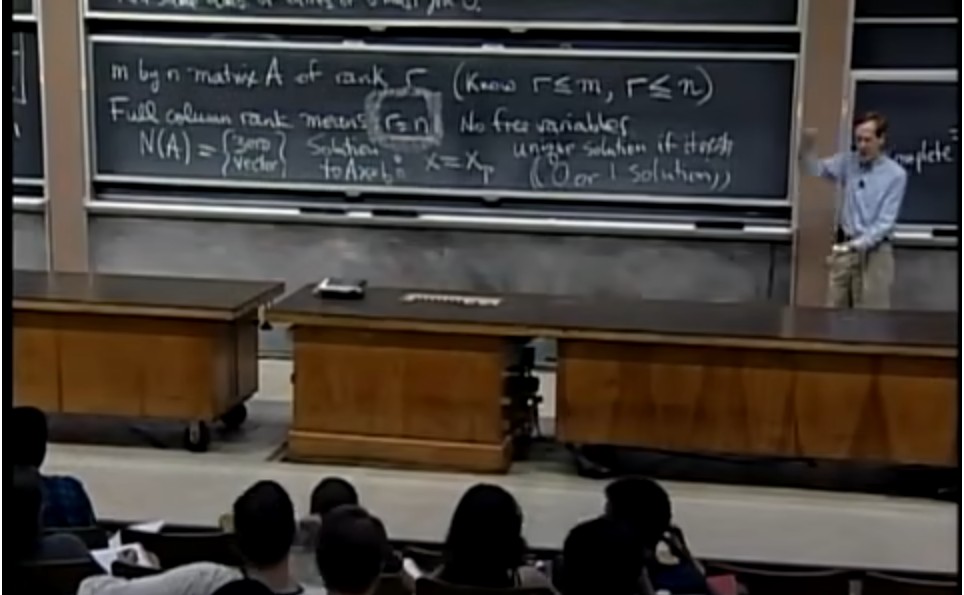 m by n matrix A of rank r (Know r ≤ m, r ≤ n)
Full column rank means r = n No free variables
N(A) = {zero vector} Solution to Ax=b: x = xp unique solution if it exists
(0 or 1 solution)
mplete